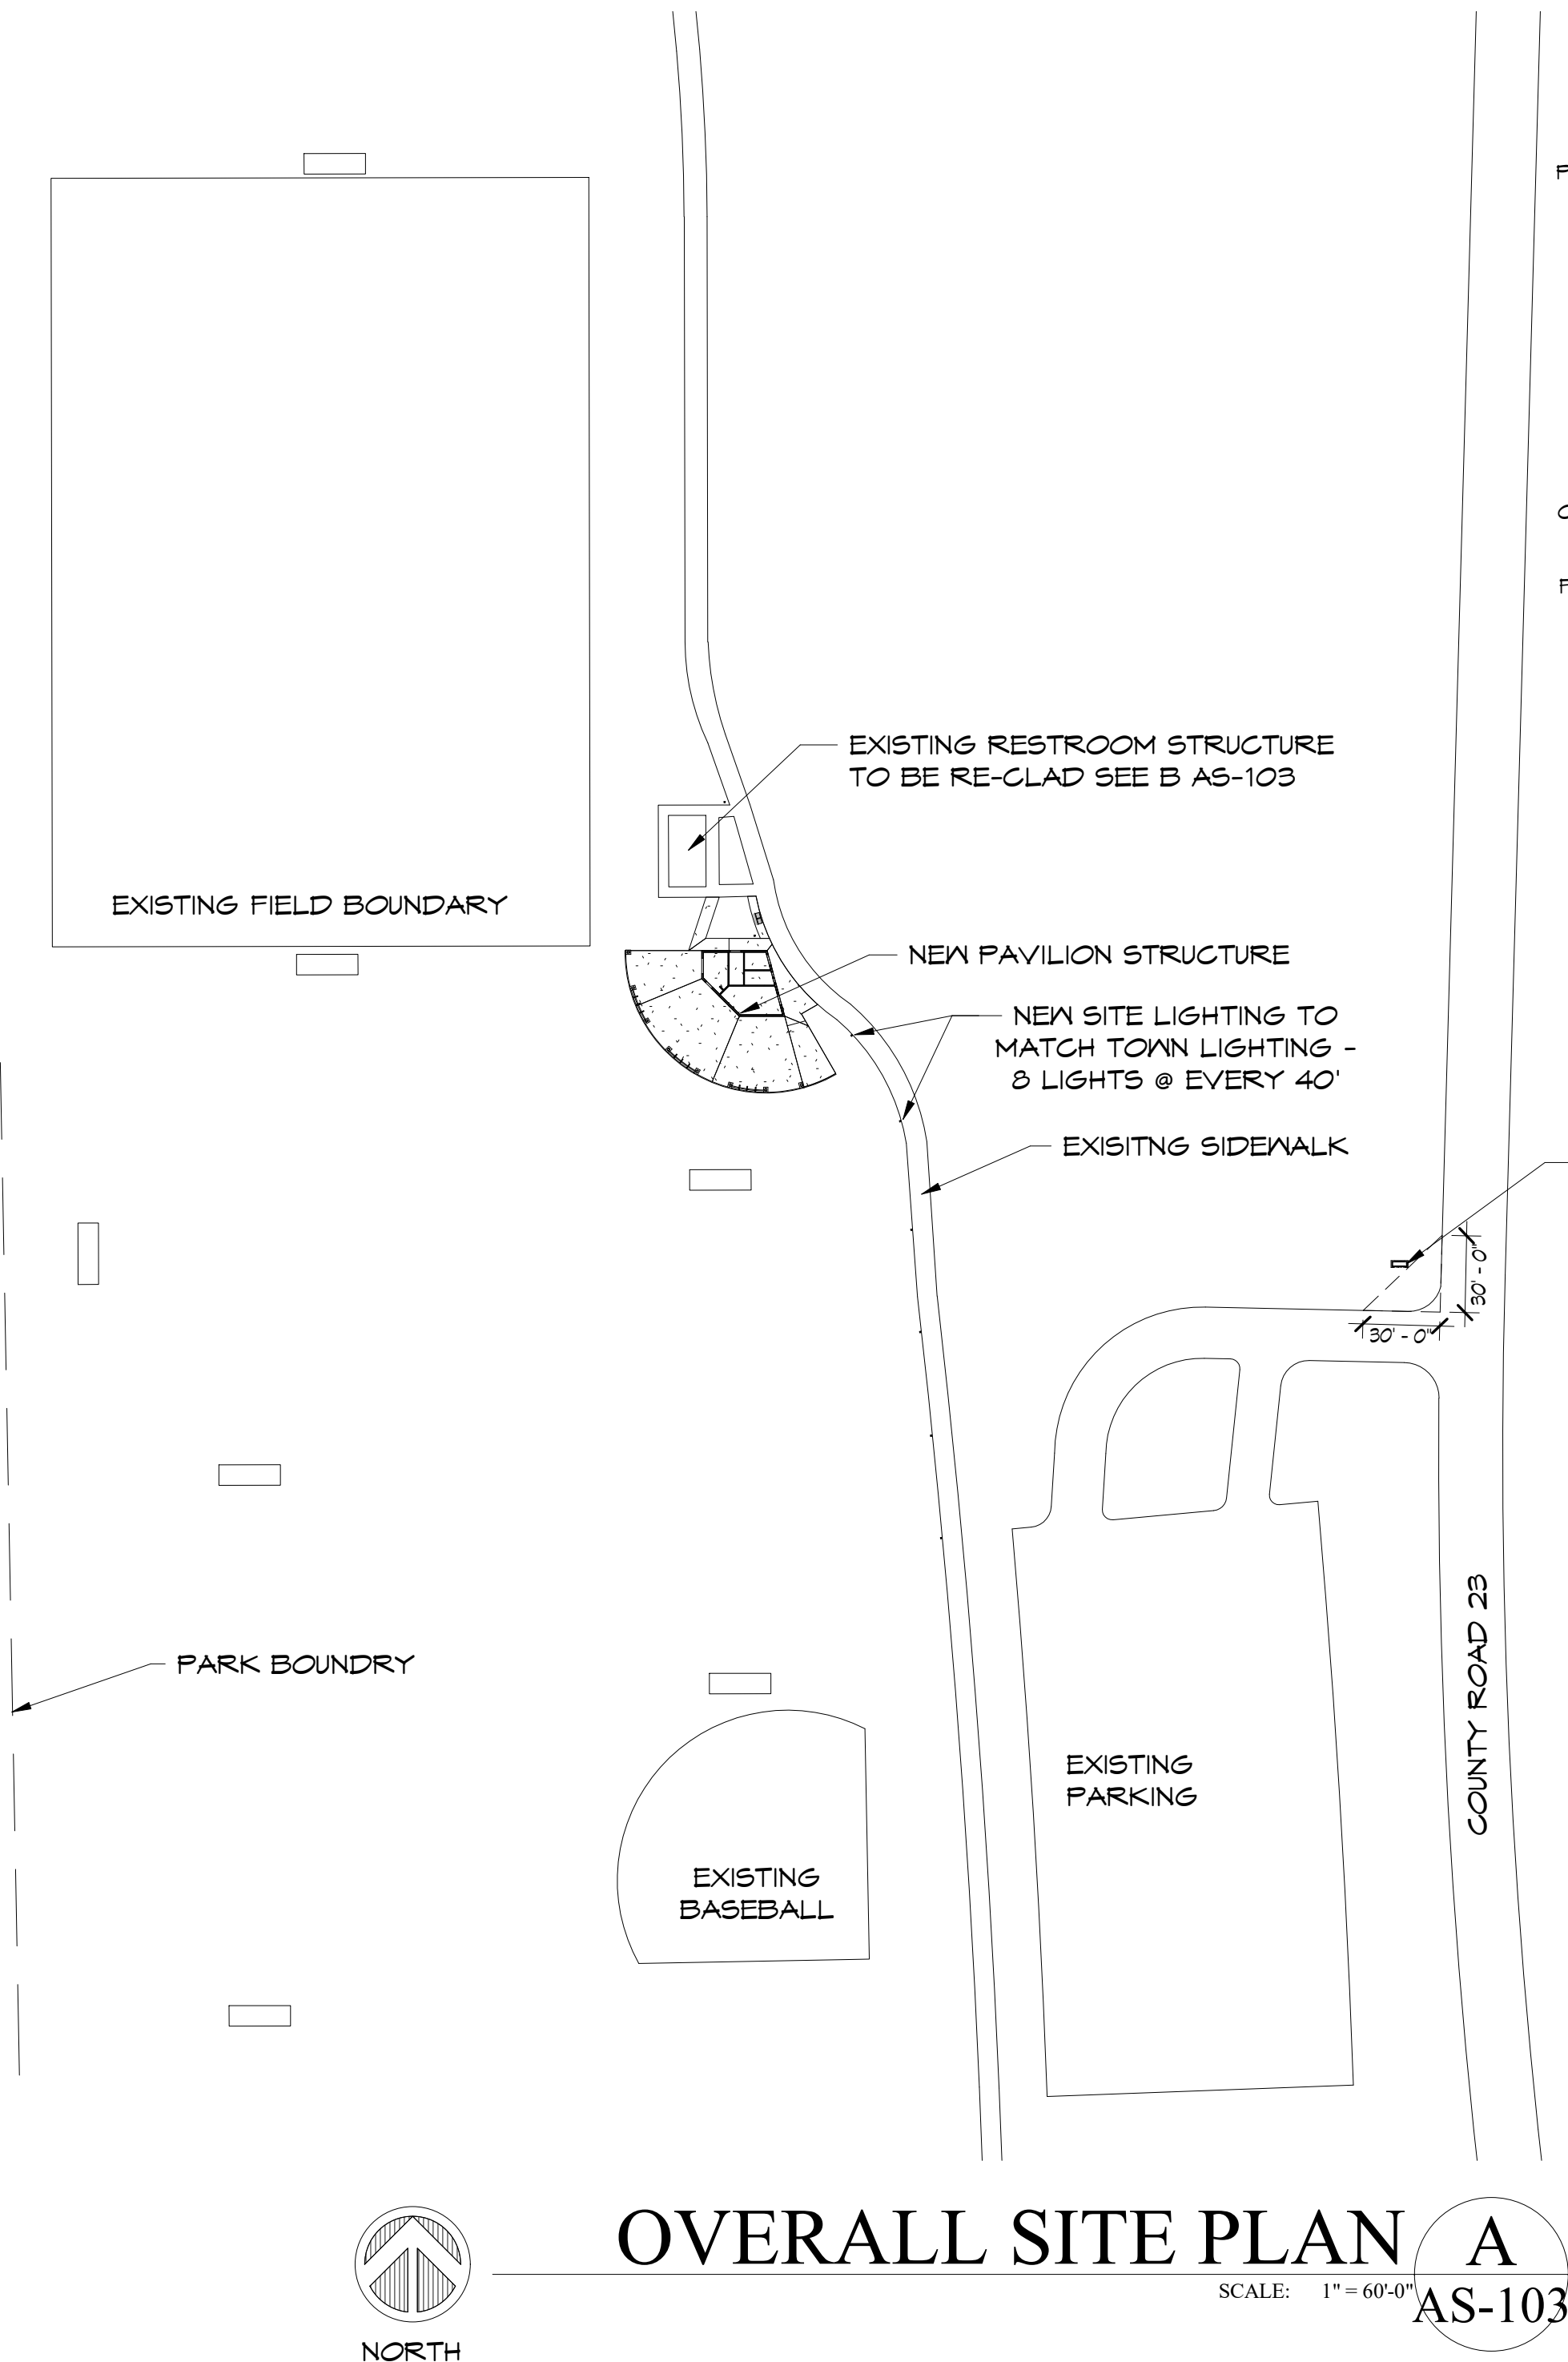 EXISTING RESTROOM STRUCTURE
TO BE RE-CLAD SEE B AS-103
EXISTING FIELD BOUNDARY
NEW PAVILION STRUCTURE
NEW SITE LIGHTING TO
MATCH TOWN LIGHTING -
8 LIGHTS @ EVERY 40'
EXISITNG SIDEWALK
30' - 0"
30' - 0"
COUNTY ROAD 23
PARK BOUNDRY
EXISTING
PARKING
EXISTING
BASEBALL
OVERALL SITE PLAN
SCALE: 1" = 60'-0"
A
AS-103
NORTH